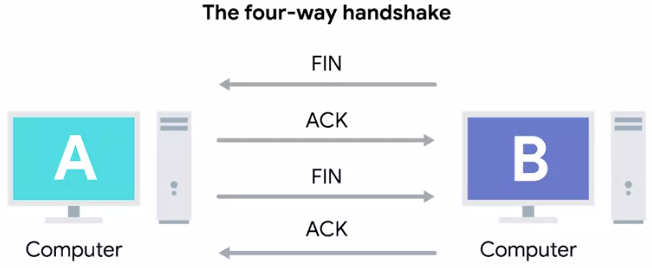 The four-way handshake
FIN
ACK
FIN
ACK
A
B
Computer
Computer